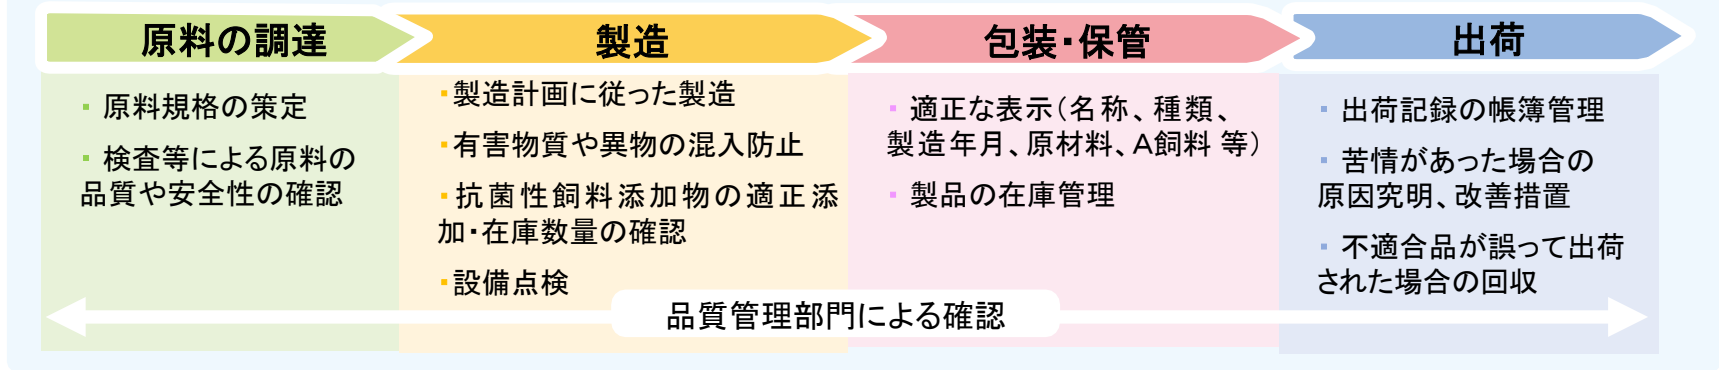 原料の調達
製造
包装・保管
出荷
・原料規格の策定
・検査等による原料の
品質や安全性の確認
・製造計画に従った製造
・有害物質や異物の混入防止
・抗菌性飼料添加物の適正添
加・在庫数量の確認
・設備点検
・適正な表示(名称、種類、
製造年月、原材料、A飼料 等)
・製品の在庫管理
・出荷記録の帳簿管理
・苦情があった場合の
原因究明、改善措置
・不適合品が誤って出荷
された場合の回収
品質管理部門による確認